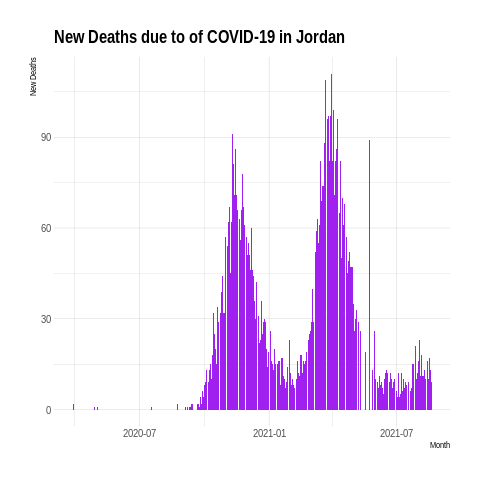 New Deaths due to of COVID-19 in Jordan
New Deaths
90
60
30
0
2020-07
2021-01
2021-07
Month